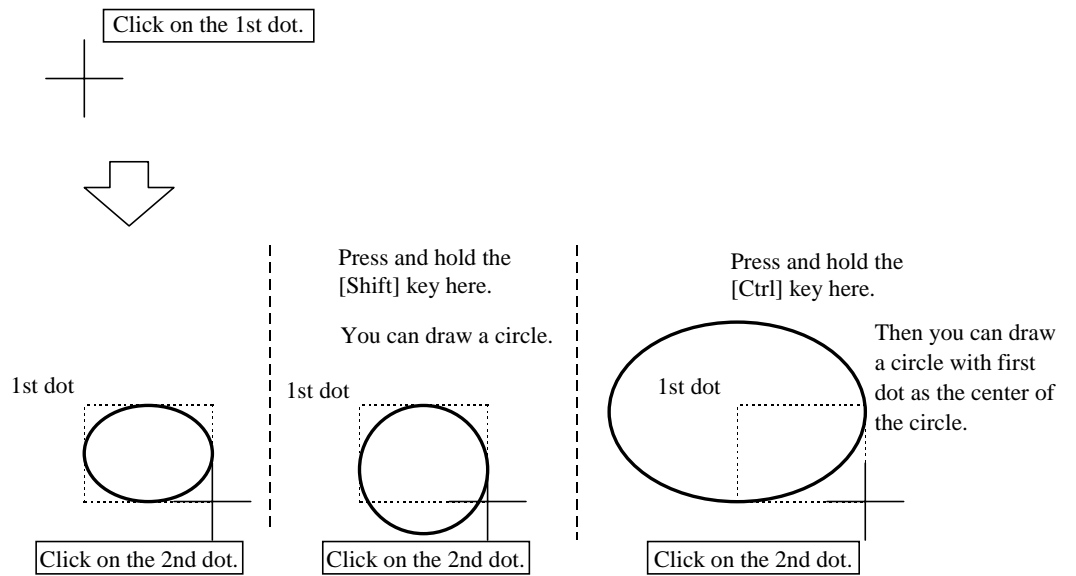 Click on the 1st dot.
1st dot
Click on the 2nd dot.
Press and hold the
[Shift] key here.
You can draw a circle.
1st dot
Click on the 2nd dot.
Press and hold the
[Ctrl] key here.
Then you can draw
a circle with first
dot as the center of
the circle.
1st dot
Click on the 2nd dot.